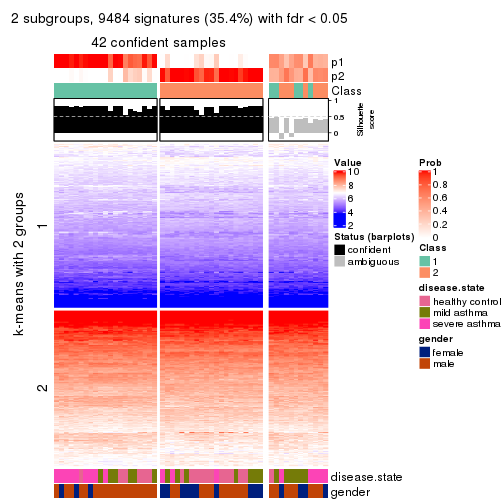 2 subgroups, 9484 signatures (35.4%) with fdr < 0.05
42 confident samples
p1
p2
Class
1
0.5
0
Silhouette
score
k-means with 2 groups
1
2
disease.state
gender
Value
10
8
6
4
2
Status (barplots)
confident
ambiguous
Prob
1
0.8
0.6
0.4
0.2
0
Class
1
2
disease.state
healthy control
mild asthma
severe asthma
gender
female
male